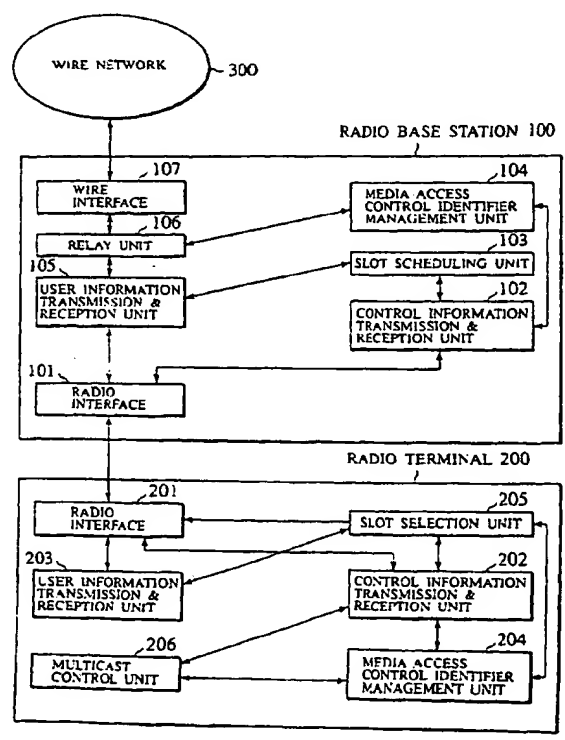 WIRE NETWORK
300
RADIO BASE STATION 100
107
WIRE
INTERFACE
106
RELAY UNIT
105
USER INFORMATION
TRANSMISSION &
RECEPTION UNIT
104
MEDIA ACCESS
CONTROL IDENTIFIER
MANAGEMENT UNIT
103
SLOT SCHEDULING UNIT
102
CONTROL INFORMATION
TRANSMISSION &
RECEPTION UNIT
101
RADIO
INTERFACE
RADIO TERMINAL 200
201
RADIO
INTERFACE
205
SLOT SELECTION UNIT
203
USER INFORMATION
TRANSMISSION &
RECEPTION UNIT
202
CONTROL INFORMATION
TRANSMISSION &
RECEPTION UNIT
206
MULTICAST
CONTROL UNIT
204
MEDIA ACCESS
CONTROL IDENTIFIER
MANAGEMENT UNIT